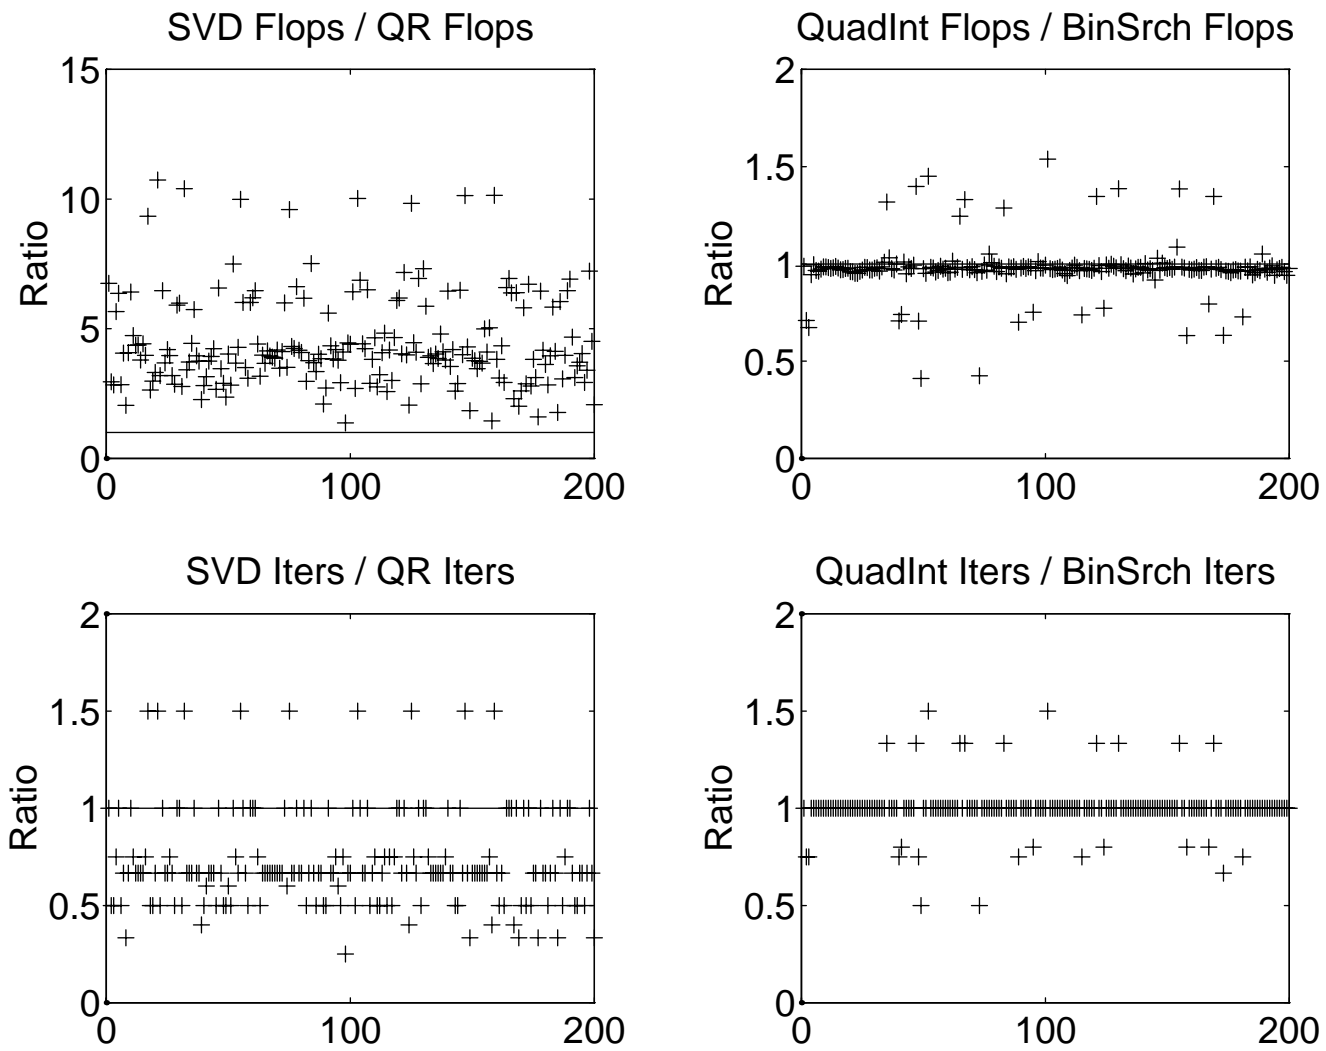 SVD Flops / QR Flops
15
10
5
0
Ratio
0 100 200
QuadInt Flops / BinSrch Flops
2
1.5
1
0.5
0
Ratio
0 100 200
SVD Iters / QR Iters
2
1.5
1
0.5
0
Ratio
0 100 200
QuadInt Iters / BinSrch Iters
2
1.5
1
0.5
0
Ratio
0 100 200